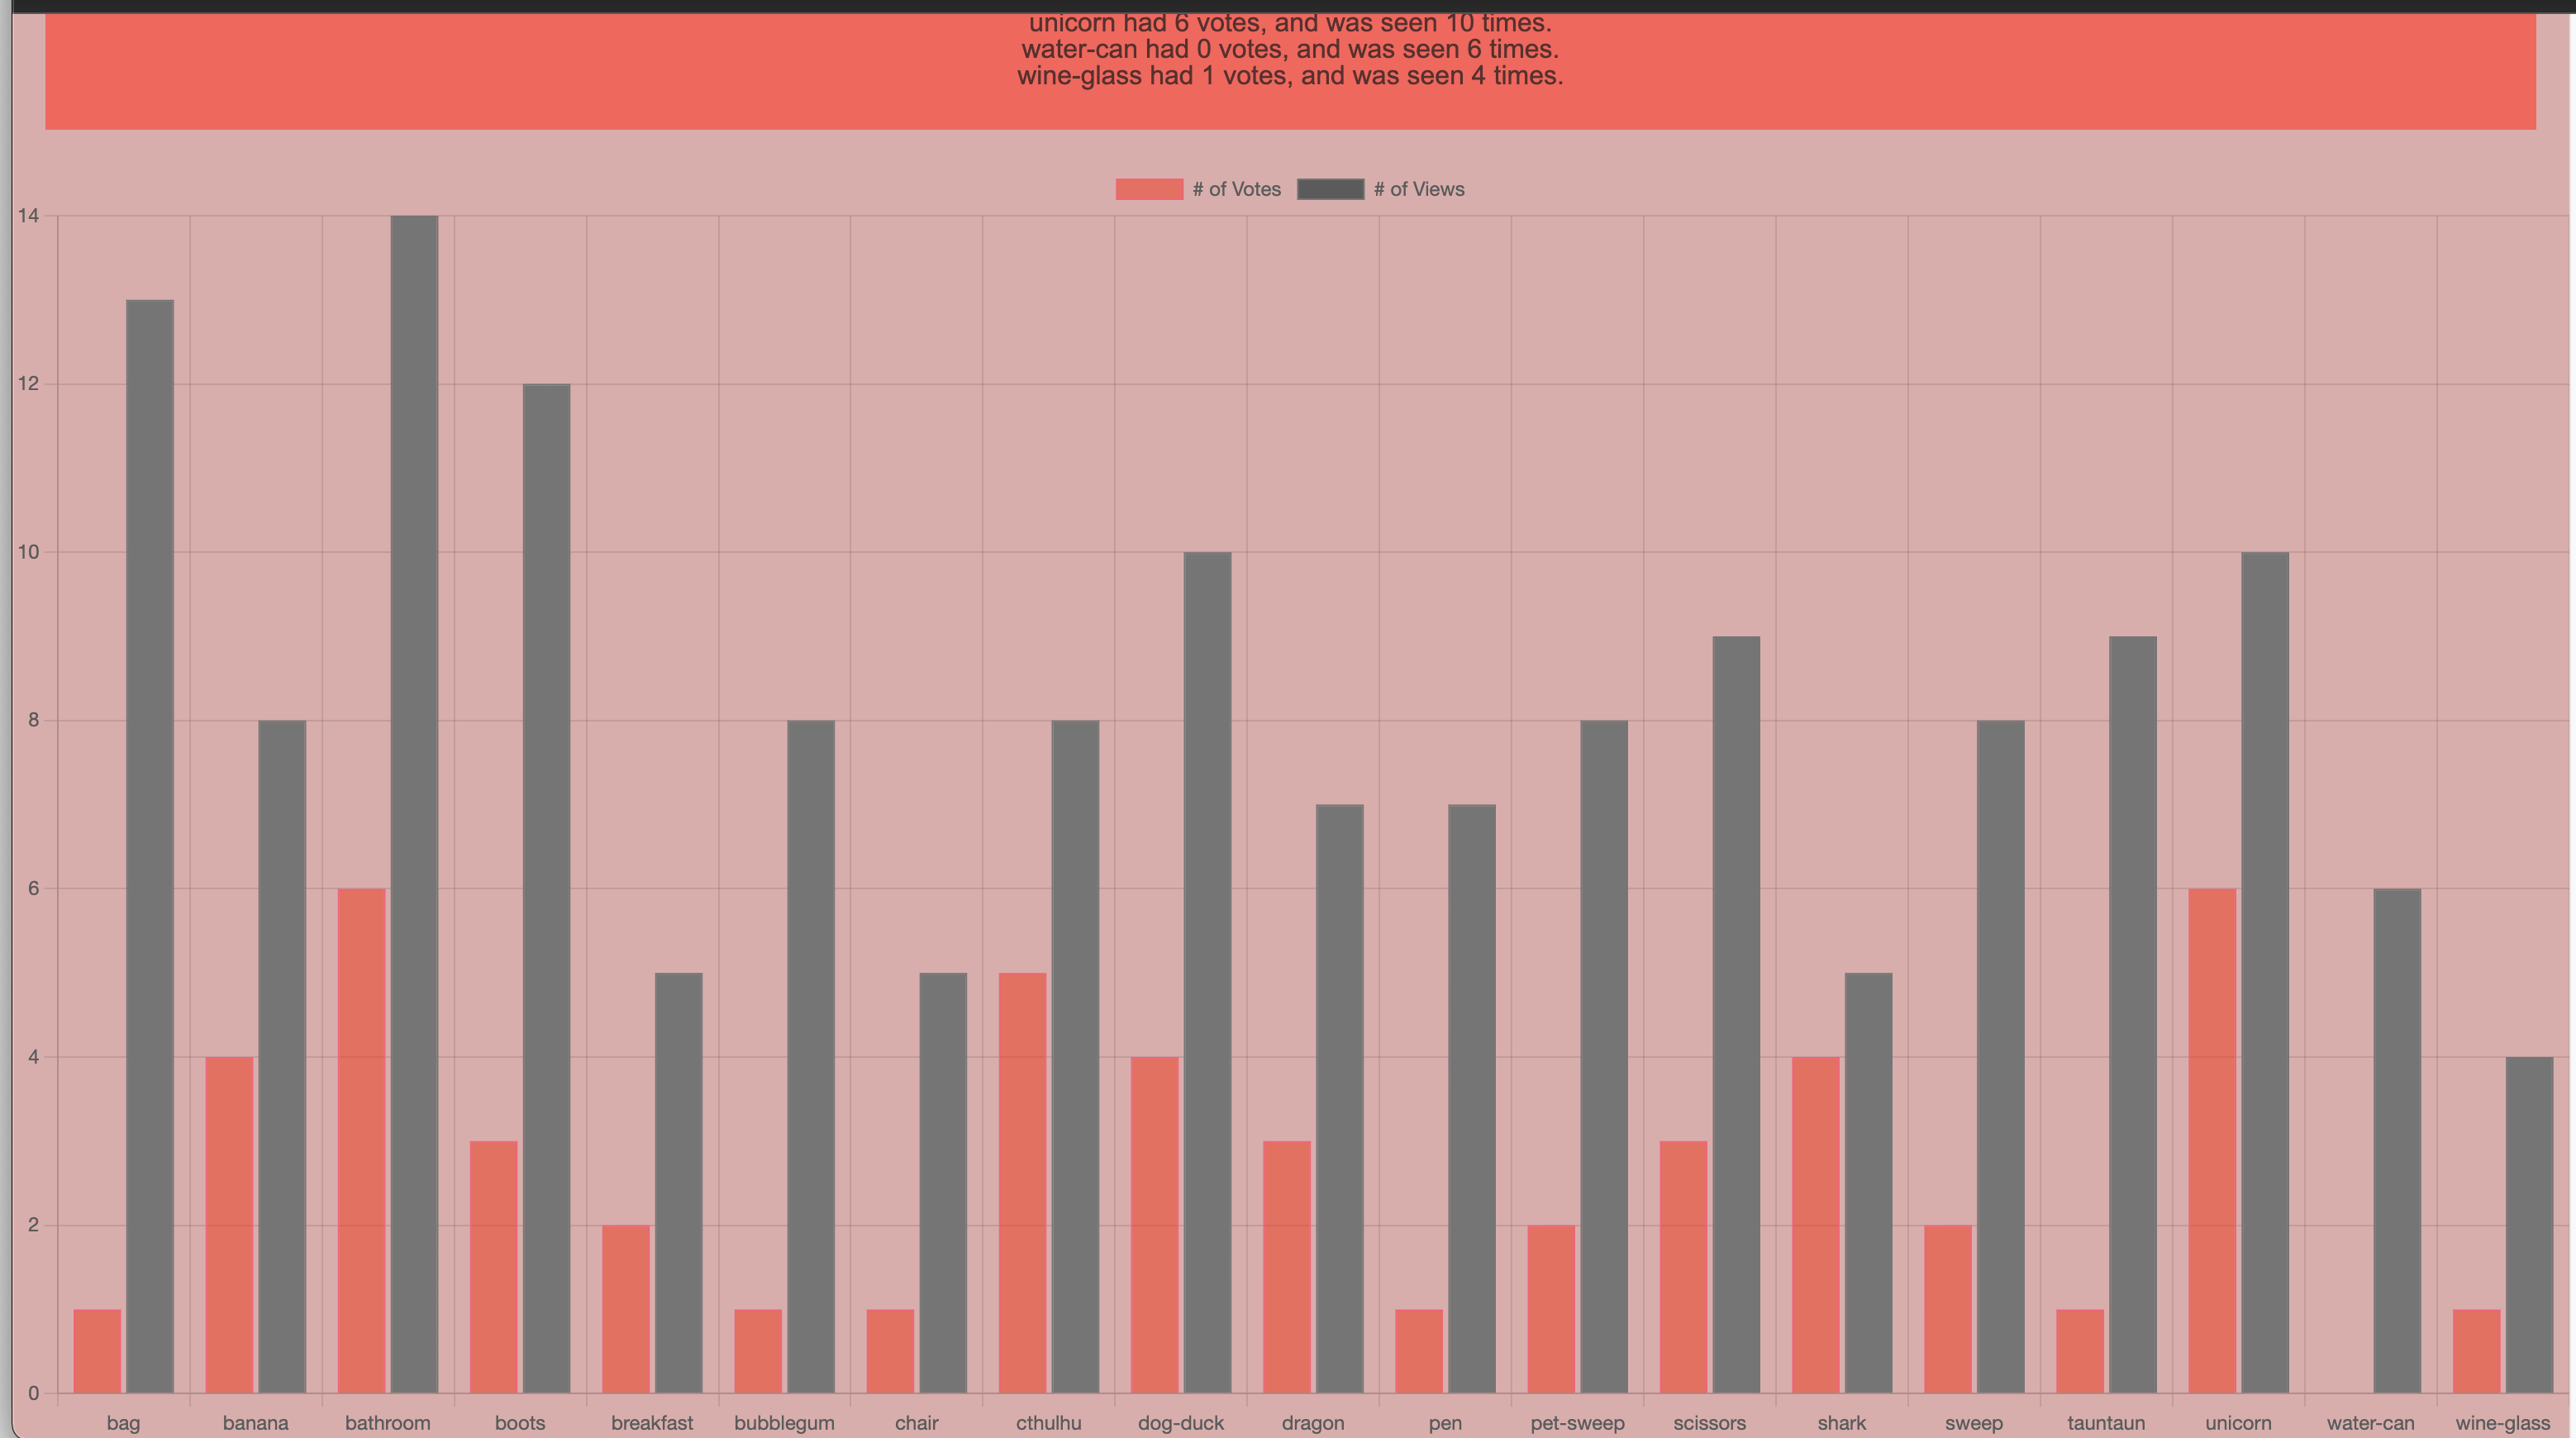 unicorn had 6 votes, and was seen 10 times.
water-can had 0 votes, and was seen 6 times.
wine-glass had 1 votes, and was seen 4 times.
# of Votes # of Views
14
12
10
8
6
4
2
0
bag banana bathroom boots breakfast bubblegum chair cthulhu dog-duck dragon pen pet-sweep scissors shark sweep tauntaun unicorn water-can wine-glass